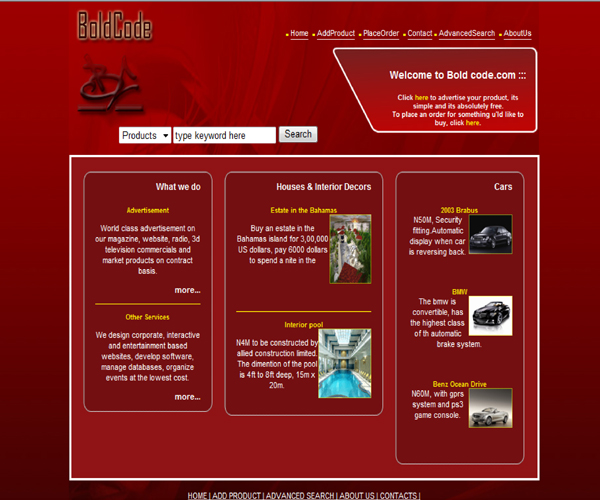 BoldCode
Home AddProduct PlaceOrder Contact AdvancedSearch AboutUs
Welcome to Bold code.com :::
Click here to advertise your product, its
simple and its absolutely free.
To place an order for something u'ld like to
buy, click here.
Products type keyword here Search
What we do
Advertisement
World class advertisement on
our magazine, website, radio, 3d
television commercials and
market products on contract
basis.
more...
Other Services
We design corporate, interactive
and entertainment based
websites, develop software,
manage databases, organize
events at the lowest cost.
more...
Houses & Interior Decors
Estate in the Bahamas
Buy an estate in the
Bahamas island for 3,00,000
US dollars, pay 6000 dollars
to spend a nite in the
Interior pool
N4M to be constructed by
allied construction limited.
The dimention of the pool
is 4ft to 8ft deep, 15m x
20m.
Cars
2003 Brabus
N50M, Security
fitting.Automatic
display when car
is reversing back.
BMW
The bmw is
convertible, has
the highest class
of th automatic
brake system.
Benz Ocean Drive
N60M, with gprs
system and ps3
game console.
HOME | ADD PRODUCT | ADVANCED SEARCH | ABOUT US | CONTACTS |